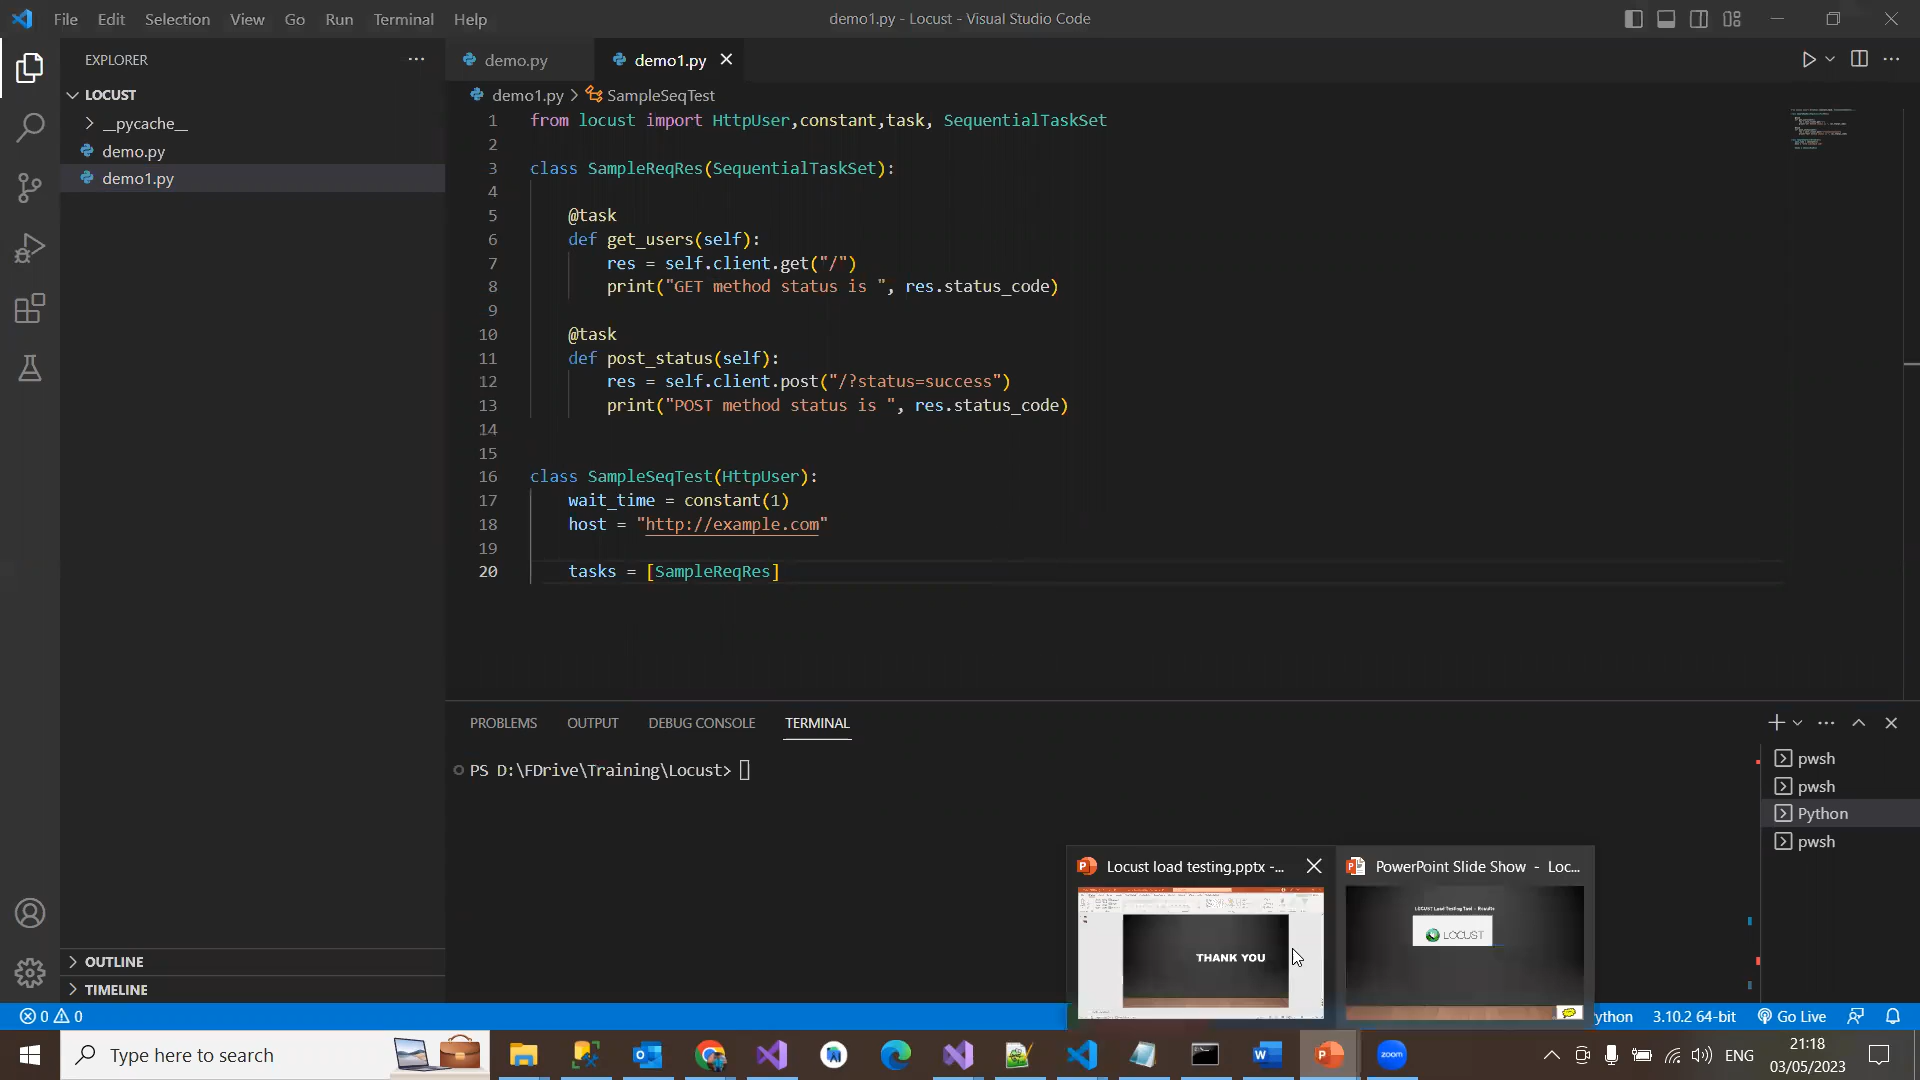 File Edit Selection View Go Run Terminal Help
demo1.py - Locust - Visual Studio Code
EXPLORER
LOCUST
__pycache__
demo.py
demo1.py
OUTLINE
TIMELINE
demo.py
demo1.py
demo1.py > SampleSeqTest
1 from locust import HttpUser,constant,task, SequentialTaskSet
2
3 class SampleReqRes(SequentialTaskSet):
4
5 @task
6 def get_users(self):
7 res = self.client.get("/")
8 print("GET method status is ", res.status_code)
9
10 @task
11 def post_status(self):
12 res = self.client.post("/?status=success")
13 print("POST method status is ", res.status_code)
14
15
16 class SampleSeqTest(HttpUser):
17 wait_time = constant(1)
18 host = "http://example.com"
19
20 tasks = [SampleReqRes]
PROBLEMS OUTPUT DEBUG CONSOLE TERMINAL
PS D:\FDrive\Training\Locust>
pwsh
pwsh
Python
pwsh
Locust load testing.pptx -...
THANK YOU
PowerPoint Slide Show - Loc...
LOCUST Load Testing Tool - Results
LOCUST
0 0
ython 3.10.2 64-bit Go Live
Type here to search
zoom
ENG
21:18
03/05/2023